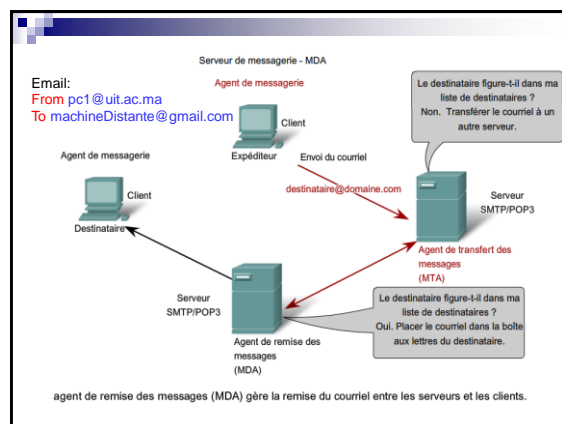 Serveur de messagerie - MDA
Email:
From pc1@uit.ac.ma
To machineDistante@gmail.com
Agent de messagerie
Client
Expéditeur
Envoi du courriel
destinataire@domaine.com
Le destinataire figure-t-il dans ma
liste de destinataires ?
Non. Transférer le courriel à un
autre serveur.
Serveur
SMTP/POP3
Agent de transfert des
messages
(MTA)
Agent de messagerie
Client
Destinataire
Serveur
SMTP/POP3
Agent de remise des
messages
(MDA)
Le destinataire figure-t-il dans ma
liste de destinataires ?
Oui. Placer le courriel dans la boîte
aux lettres du destinataire.
agent de remise des messages (MDA) gère la remise du courriel entre les serveurs et les clients.